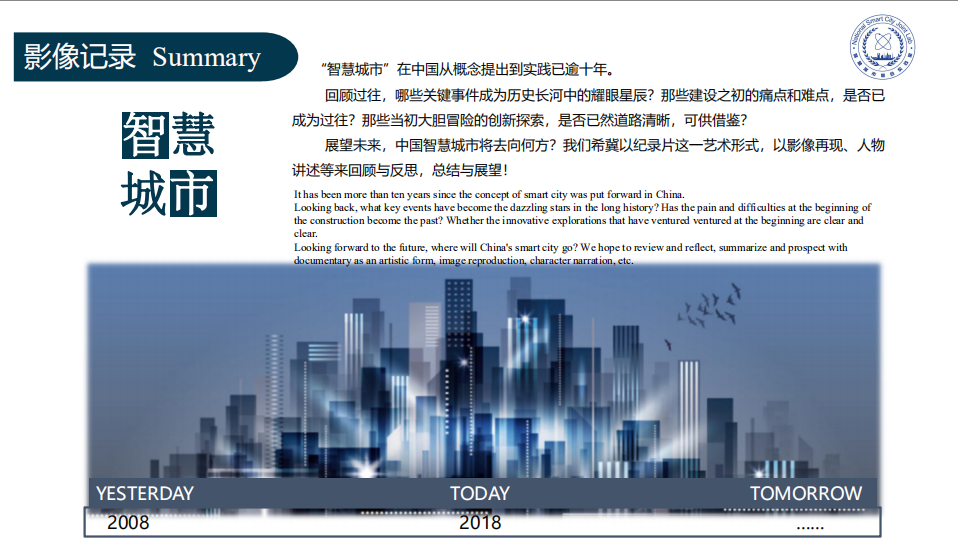 影像记录 Summary
智慧
城市
National Smart City Joint Lab
“智慧城市”在中国从概念提出到实践已逾十年。
回顾过往，哪些关键事件成为历史长河中的耀眼星辰？那些建设之初的痛点和难点，是否已
成为过往？那些当初大胆冒险的创新探索，是否已然道路清晰，可供借鉴？
展望未来，中国智慧城市将去向何方？我们希冀以纪录片这一艺术形式，以影像再现、人物
讲述等来回顾与反思，总结与展望！
It has been more than ten years since the concept of smart city was put forward in China.
Looking back, what key events have become the dazzling stars in the long history? Has the pain and difficulties at the beginning of
the construction become the past? Whether the innovative explorations that have ventured ventured at the beginning are clear and
clear.
Looking forward to the future, where will China's smart city go? We hope to review and reflect, summarize and prospect with
documentary as an artistic form, image reproduction, character narration, etc.
YESTERDAY TODAY TOMORROW
2008 2018 ......